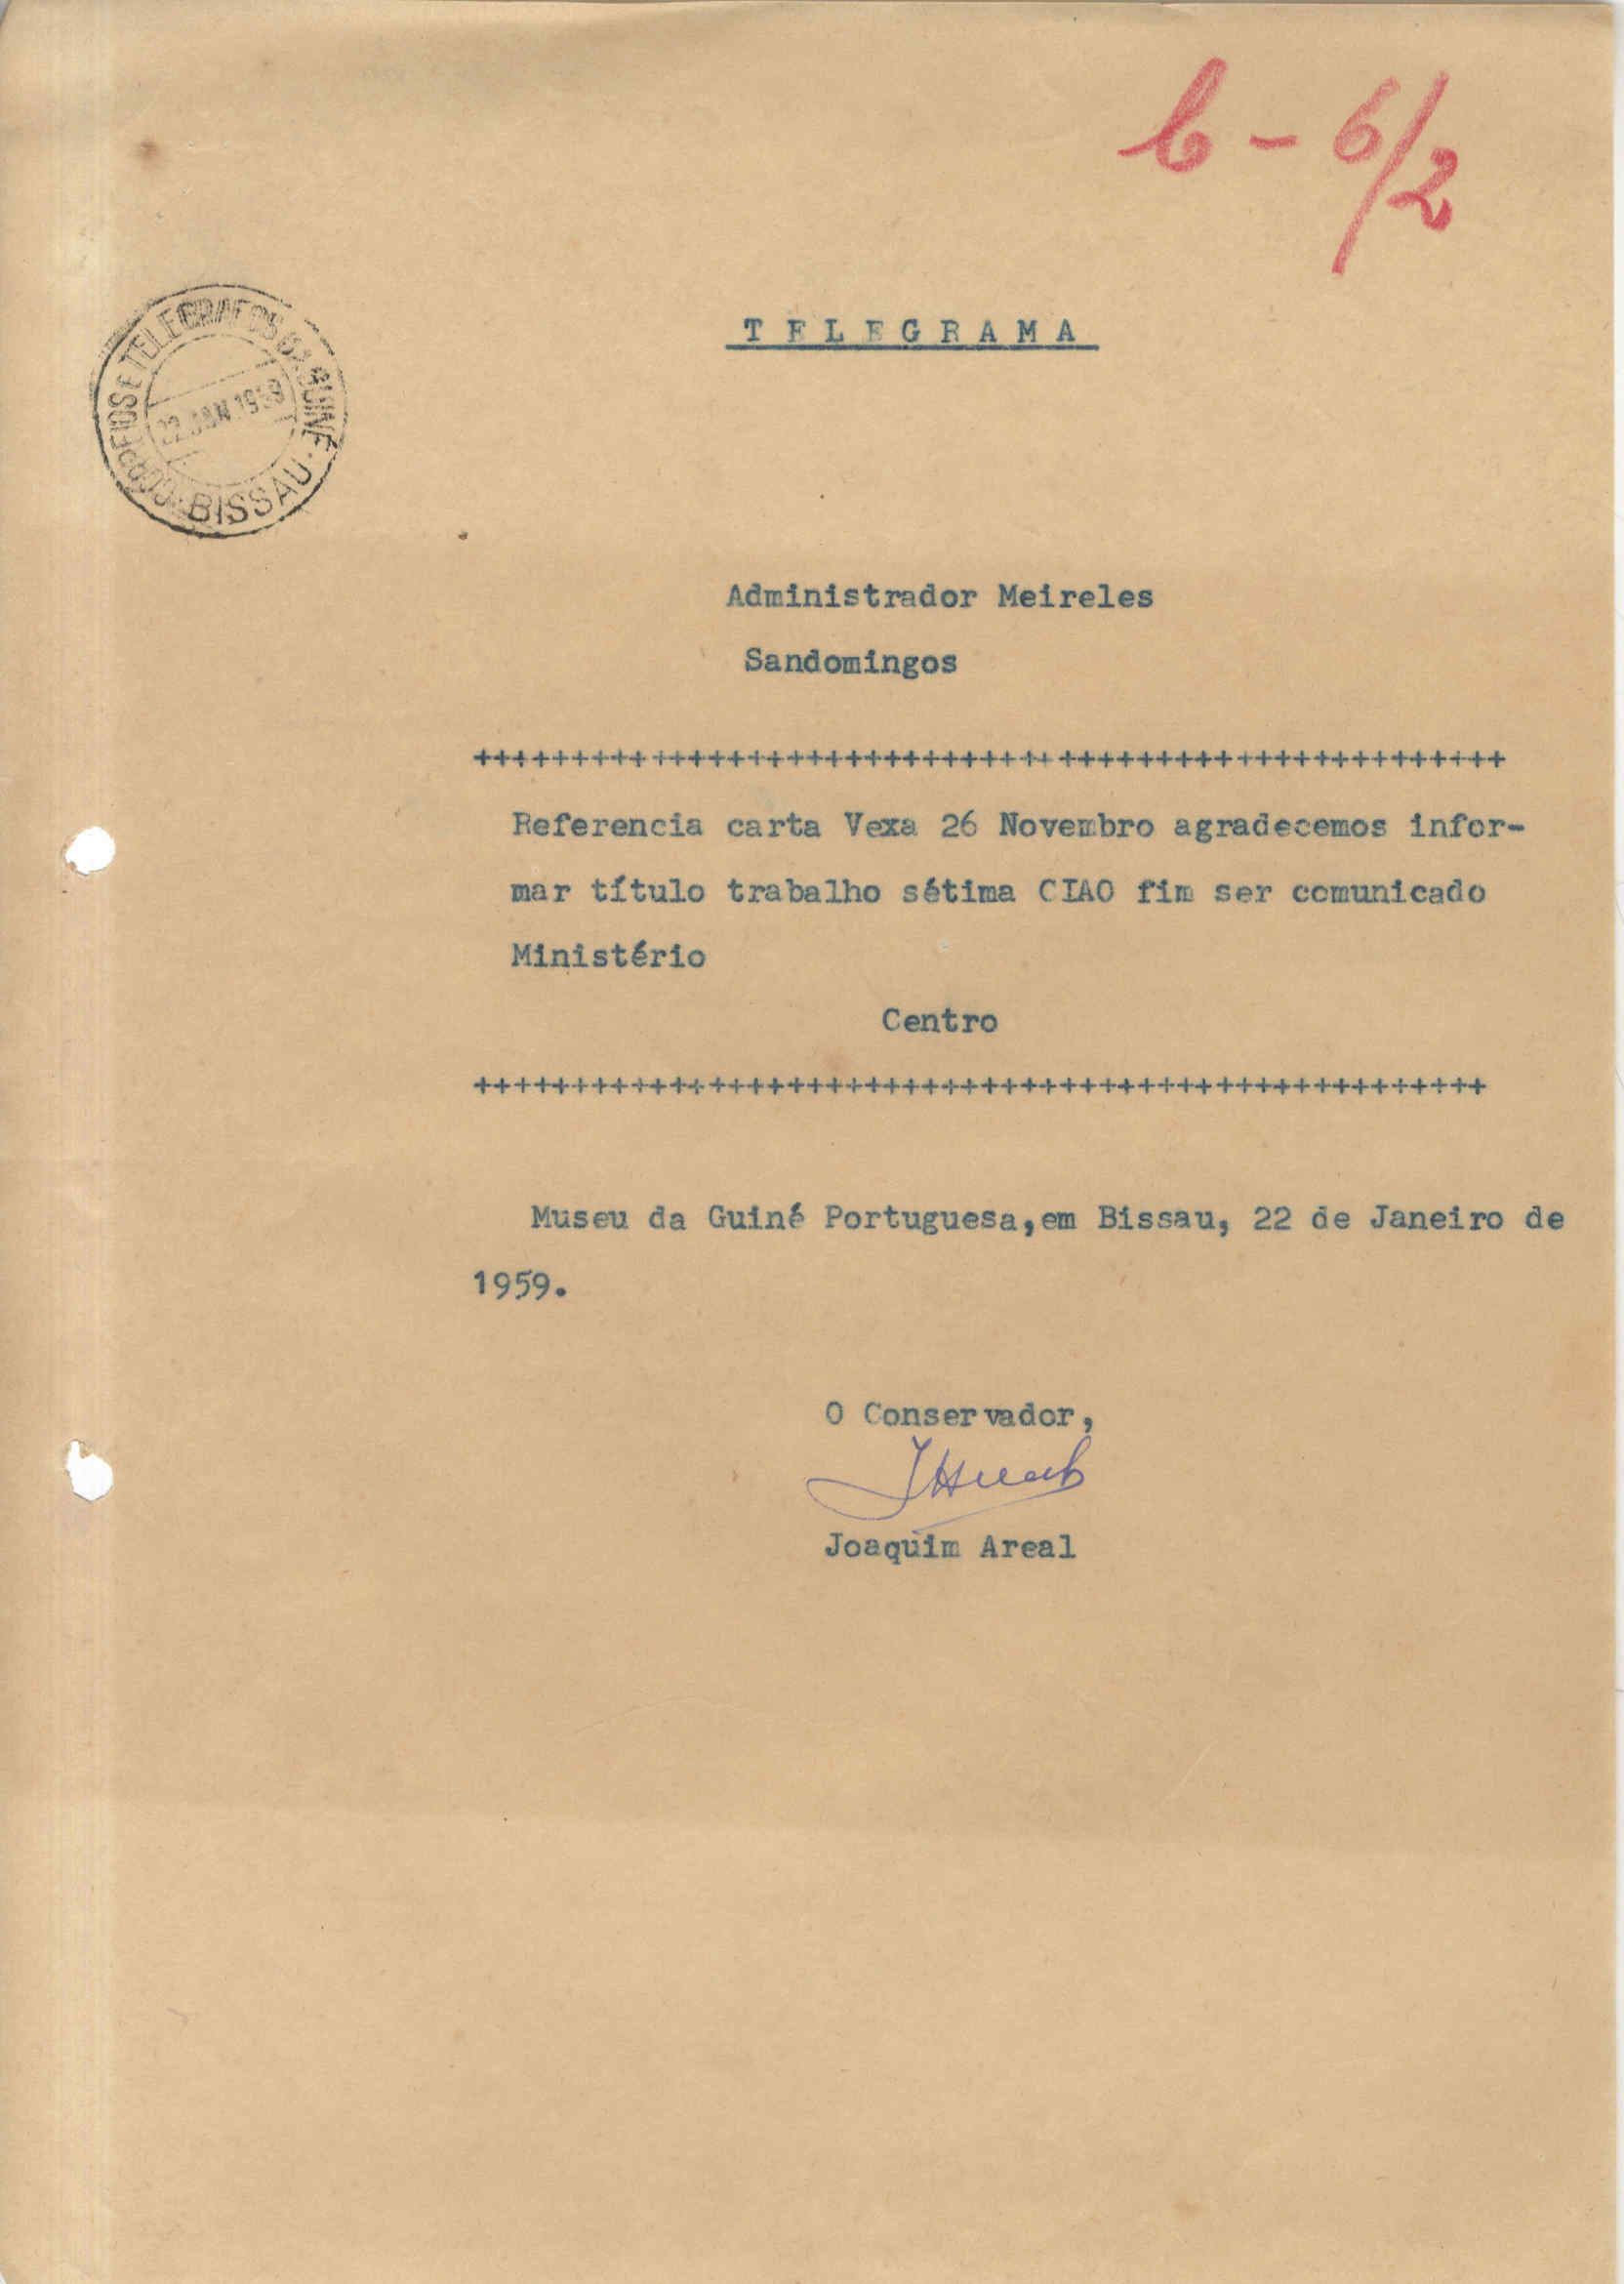 b - 6/2
TELEGRAMA
CORREIOS E TELEGRAFOS DA GUINÉ
22 JAN 1959
BISSAU
Administrador Meireles
Sandomingos
+++++++++++++++++++++++++++++++++++++++++++++++++++++
Referencia carta Vexa 26 Novembro agradecemos infor-
mar título trabalho sétima CIAO fim ser comunicado
Ministério
Centro
++++++++++++++++++++++++++++++++++++++++++++++++++++
Museu da Guiné Portuguesa,em Bissau, 22 de Janeiro de
1959.
O Conservador,
Joaquim Areal